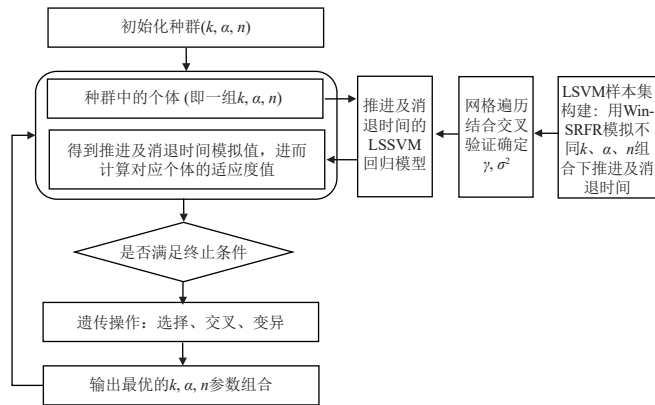 初始化种群(k, α, n)
种群中的个体 (即一组k, α, n)
得到推进及消退时间模拟值，进而
计算对应个体的适应度值
推进及消
退时间的
LSSVM
回归模型
网格遍历
结合交叉
验证确定
γ, σ²
LSVM样本集
构建：用Win-
SRFR模拟不
同k、α、n组
合下推进及消
退时间
是否满足终止条件
遗传操作：选择、交叉、变异
输出最优的k, α, n参数组合